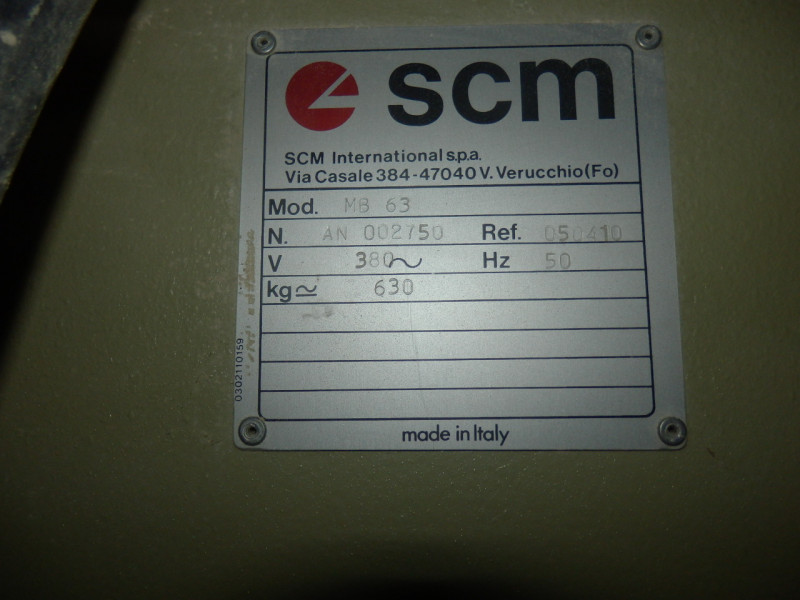 scm
SCM International s.p.a.
Via Casale 384-47040 V. Verucchio (Fo)
Mod. MB 63
N. AN 002750 Ref. 050410
V 380~ Hz 50
kg≃ 630
0302110159
made in Italy